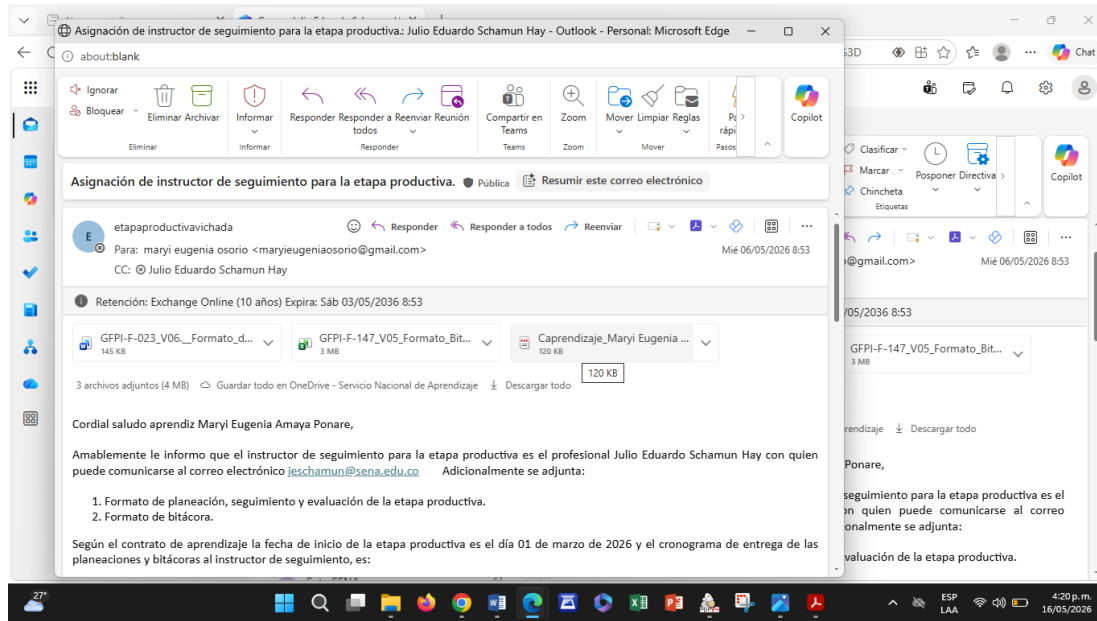 Asignación de instructor de seguimiento para la etapa productiva.: Julio Eduardo Schamun Hay - Outlook - Personal: Microsoft Edge
about:blank
Chat
Ignorar
Bloquear
Eliminar Archivar
Informar
Responder Responder a todos Reenviar Reunión
Compartir en Teams
Zoom
Mover Limpiar Reglas
Copilot
Eliminar
Informar
Responder
Teams
Zoom
Mover
Pasos
Clasificar
Marcar
Chincheta
Posponer Directiva
Copilot
Etiquetas
Asignación de instructor de seguimiento para la etapa productiva. Pública Resumir este correo electrónico
E
etapaproductivavichada
Responder Responder a todos Reenviar
Para: maryi eugenia osorio <maryieugeniaosorio@gmail.com>
Mié 06/05/2026 8:53
CC: Julio Eduardo Schamun Hay
Retención: Exchange Online (10 años) Expira: Sáb 03/05/2036 8:53
GFPI-F-023_V06.__Formato_d...
145 KB
GFPI-F-147_V05_Formato_Bit...
3 MB
Caprendizaje_Maryi Eugenia ...
120 KB
120 KB
3 archivos adjuntos (4 MB) Guardar todo en OneDrive - Servicio Nacional de Aprendizaje Descargar todo
Cordial saludo aprendiz Maryi Eugenia Amaya Ponare,
Amablemente le informo que el instructor de seguimiento para la etapa productiva es el profesional Julio Eduardo Schamun Hay con quien
puede comunicarse al correo electrónico jeschamun@sena.edu.co Adicionalmente se adjunta:
1. Formato de planeación, seguimiento y evaluación de la etapa productiva.
2. Formato de bitácora.
Según el contrato de aprendizaje la fecha de inicio de la etapa productiva es el día 01 de marzo de 2026 y el cronograma de entrega de las
planeaciones y bitácoras al instructor de seguimiento, es:
@gmail.com>
Mié 06/05/2026 8:53
/05/2036 8:53
GFPI-F-147_V05_Formato_Bit...
3 MB
Descargar todo
Ponare,
seguimiento para la etapa productiva es el
quien puede comunicarse al correo
se adjunta:
evaluación de la etapa productiva.
27°
ESP
LAA
4:20 p.m.
16/05/2026